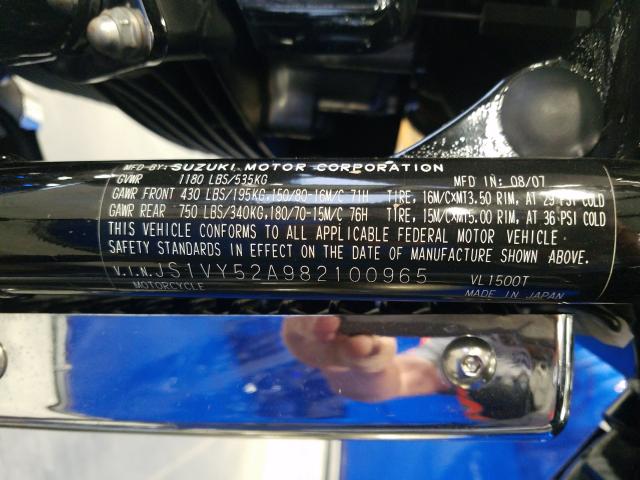 MFD BY: SUZUKI MOTOR CORPORATION
GVWR 1180 LBS/535KG MFD IN: 08/07
GAWR FRONT 430 LBS/195KG,150/80-16M/C 71H TIRE, 16M/CXMT3.50 RIM, AT 29 PSI COLD
GAWR REAR 750 LBS/340KG,180/70-15M/C 76H TIRE, 15M/CXMT5.00 RIM, AT 36 PSI COLD
THIS VEHICLE CONFORMS TO ALL APPLICABLE FEDERAL MOTOR VEHICLE
SAFETY STANDARDS IN EFFECT ON THE DATE OF MANUFACTURE SHOWN ABOVE.
V.I.N. JS1VY52A982100965 VL1500T
MOTORCYCLE MADE IN JAPAN